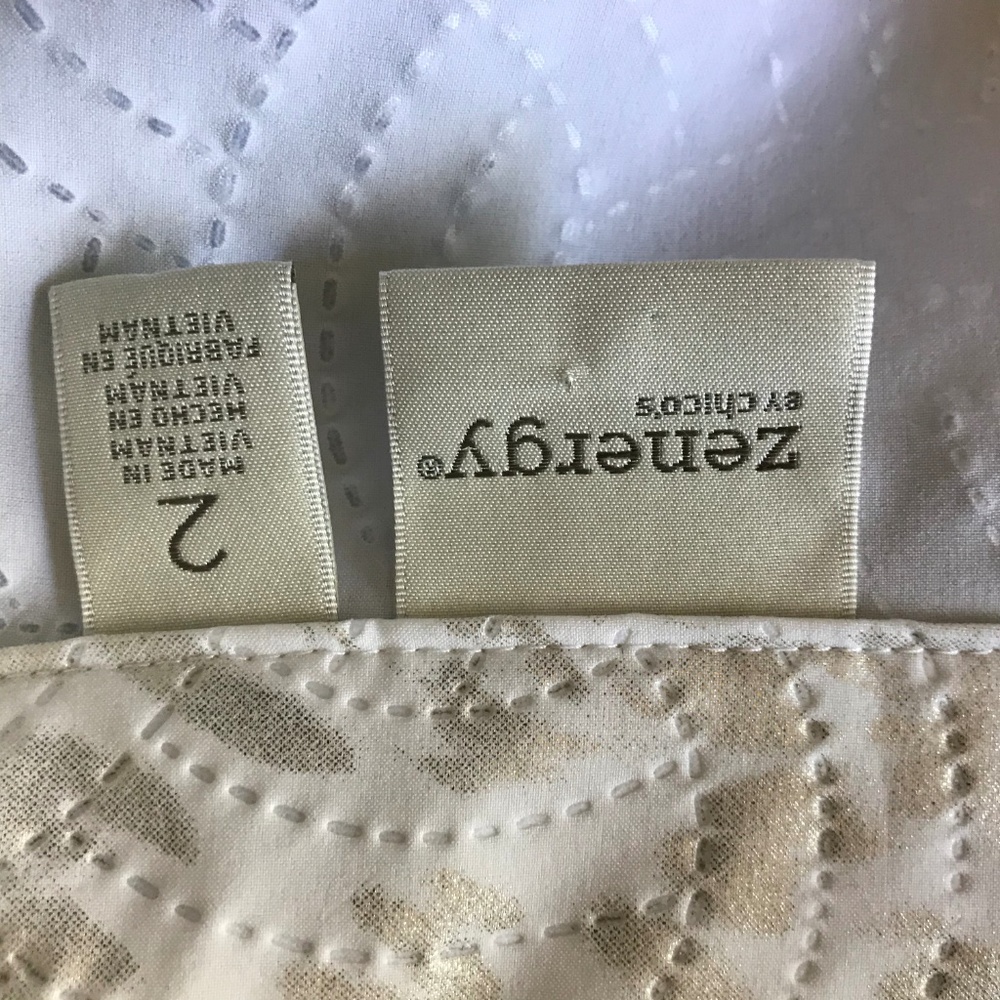 zenergy®
BY chico's
2
MADE IN
VIETNAM
HECHO EN
VIETNAM
FABRIQUÉ EN
VIETNAM